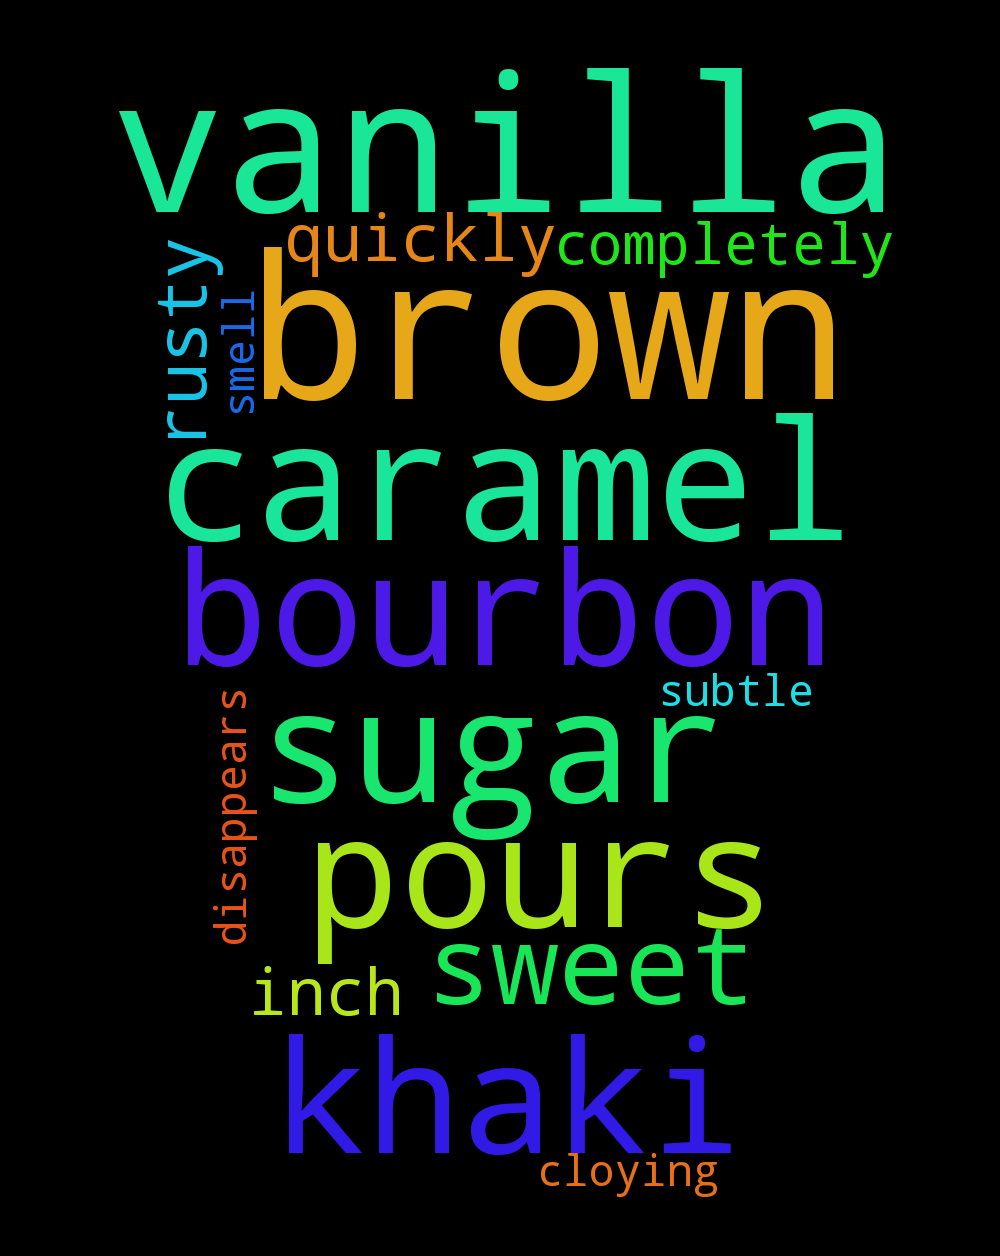 vanilla
quickly
completely
rusty
smell
brown
caramel
bourbon
subtle
disappears
sugar
pours
sweet
inch
khaki
cloying